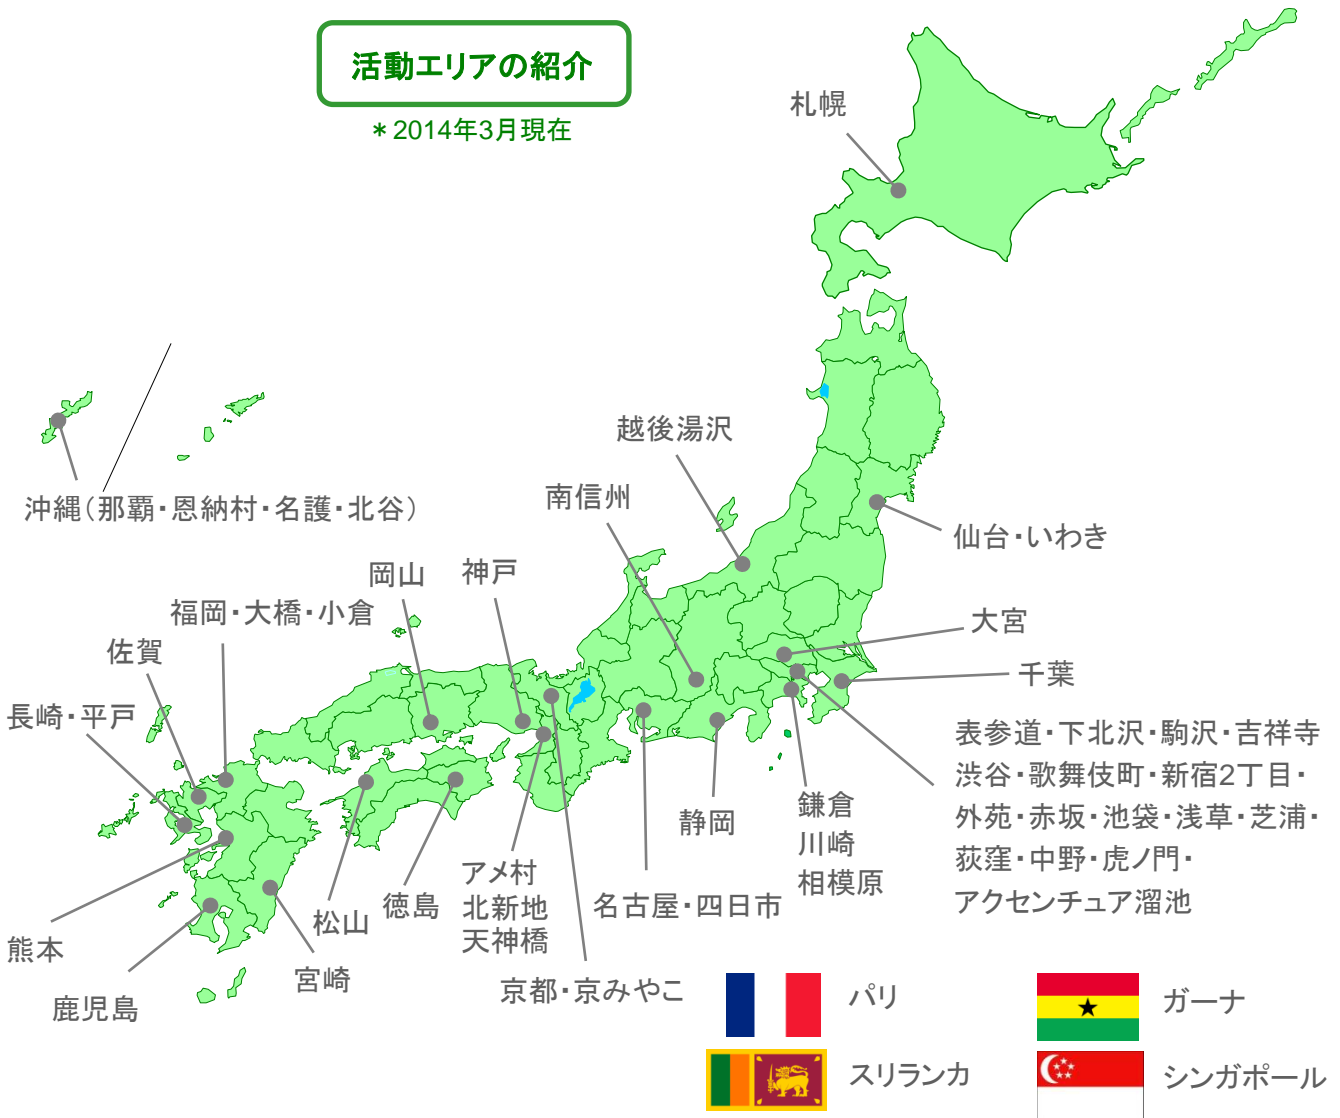 活動エリアの紹介
＊2014年3月現在
札幌
越後湯沢
南信州
沖縄（那覇・恩納村・名護・北谷）
仙台・いわき
岡山
神戸
福岡・大橋・小倉
佐賀
長崎・平戸
大宮
千葉
表参道・下北沢・駒沢・吉祥寺
渋谷・歌舞伎町・新宿2丁目・
外苑・赤坂・池袋・浅草・芝浦・
荻窪・中野・虎ノ門・
アクセンチュア溜池
鎌倉
川崎
相模原
静岡
名古屋・四日市
アメ村
北新地
天神橋
徳島
松山
京都・京みやこ
熊本
宮崎
鹿児島
パリ
ガーナ
スリランカ
シンガポール